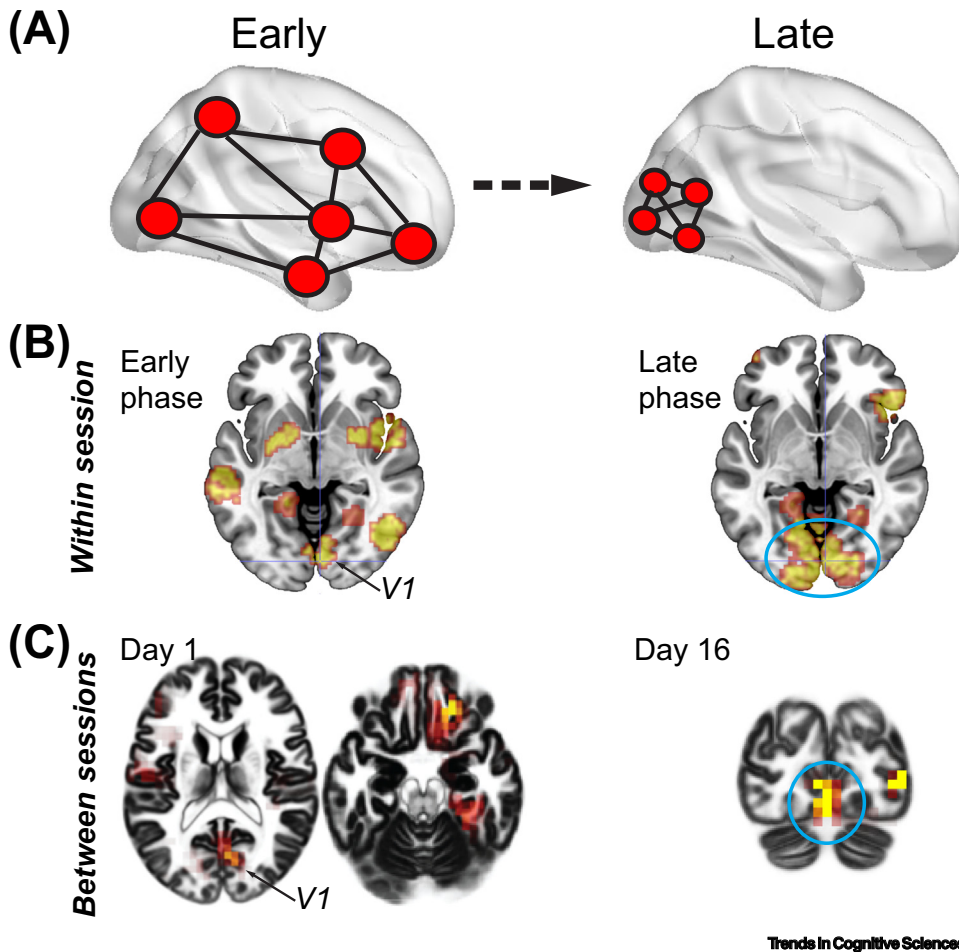 (A)
Early
Late
(B)
Within session
Early
phase
V1
Late
phase
(C)
Between sessions
Day 1
V1
Day 16
Trends in Cognitive Sciences